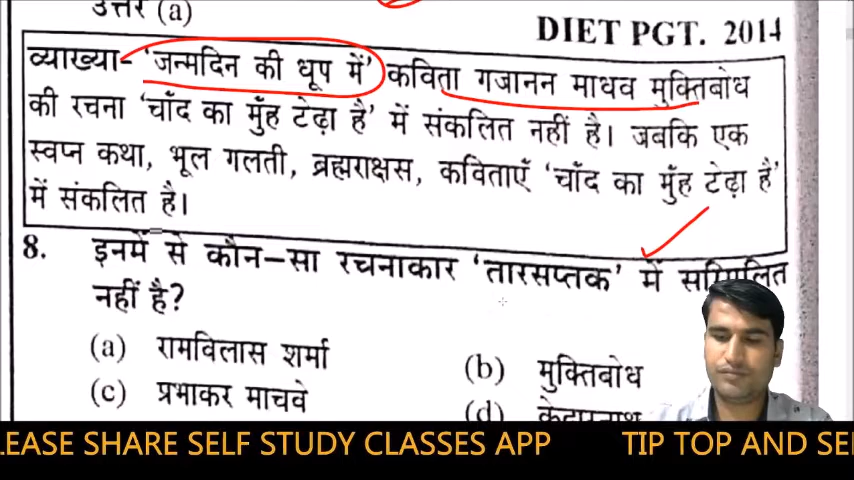 उत्तर (a)
DIET PGT. 2014
व्याख्या- 'जन्मदिन की धूप में' कविता गजानन माधव मुक्तिबोध
की रचना 'चाँद का मुँह टेढ़ा है' में संकलित नहीं है। जबकि एक
स्वप्न कथा, भूल गलती, ब्रह्मराक्षस, कविताएँ 'चाँद का मुँह टेढ़ा है'
में संकलित है।
8. इनमें से कौन-सा रचनाकार 'तारसप्तक' में सम्मिलित
नहीं है?
(a) रामविलास शर्मा
(b) मुक्तिबोध
(c) प्रभाकर माचवे
(d)
LEASE SHARE SELF STUDY CLASSES APP TIP TOP AND